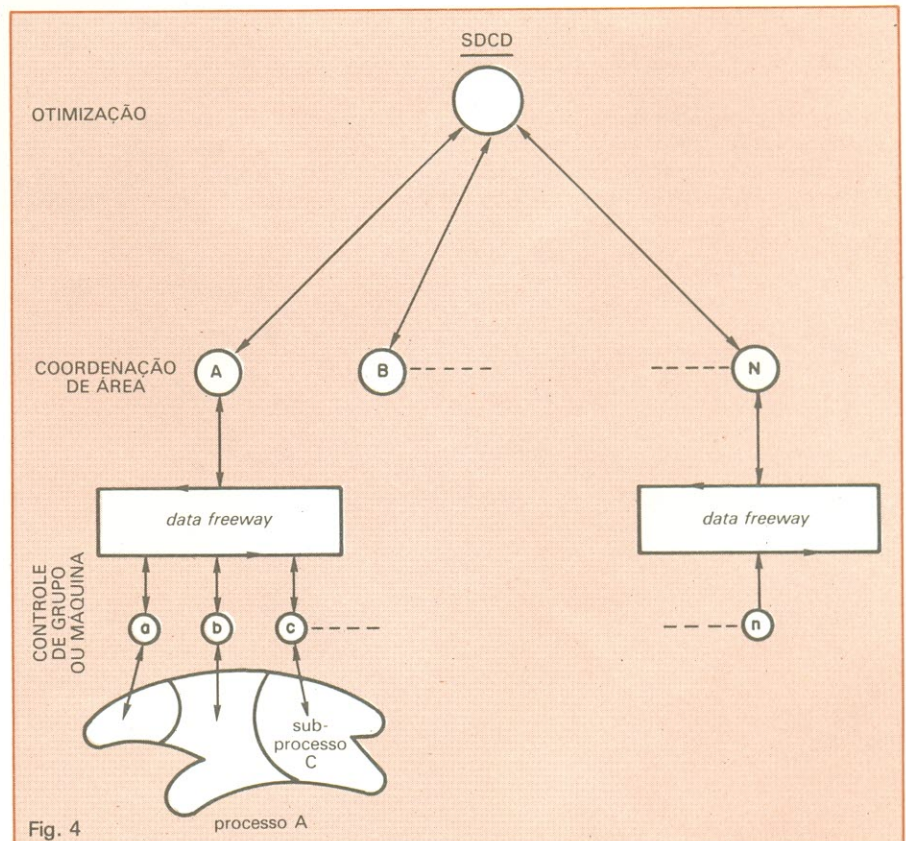 SDCD
OTIMIZAÇÃO
COORDENAÇÃO
DE ÁREA
A
B
N
data freeway
data freeway
CONTROLE
DE GRUPO
OU MÁQUINA
a
b
c
n
sub-
processo
C
processo A
Fig. 4